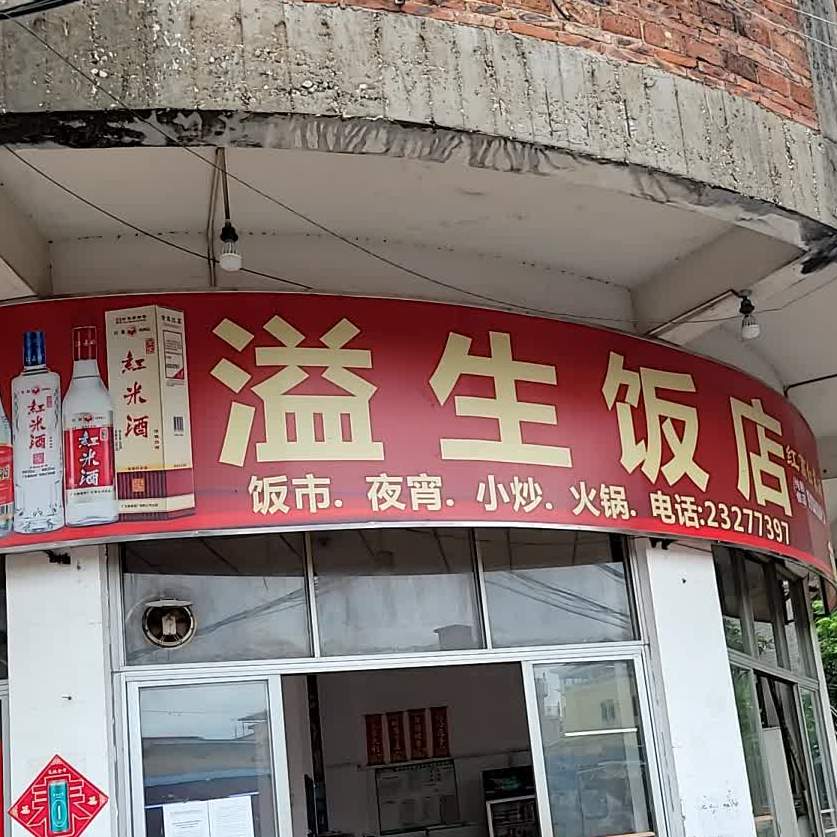 溢生饭店
饭市. 夜宵. 小炒. 火锅. 电话:23277397
红米酒
红米酒
红米酒